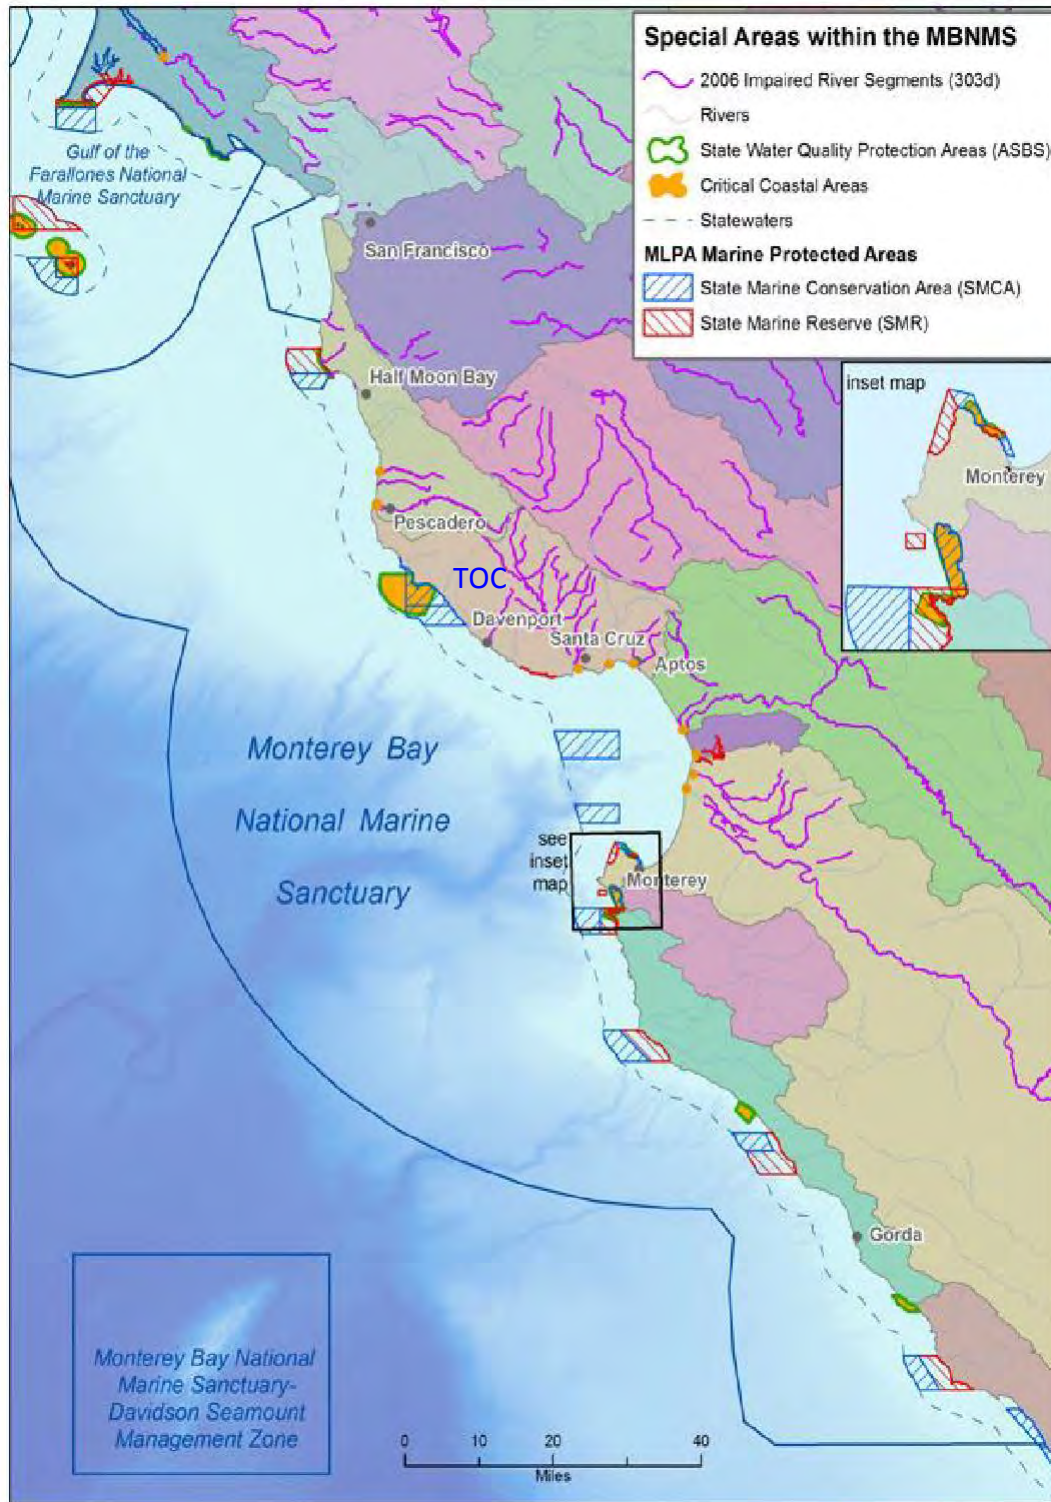 Special Areas within the MBNMS
2006 Impaired River Segments (303d)
Rivers
State Water Quality Protection Areas (ASBS)
Critical Coastal Areas
Statewaters
MLPA Marine Protected Areas
State Marine Conservation Area (SMCA)
State Marine Reserve (SMR)
Gulf of the
Farallones National
Marine Sanctuary
San Francisco
Half Moon Bay
inset map
Monterey
Pescadero
TOC
Davenport
Santa Cruz
Aptos
Monterey Bay
National Marine
Sanctuary
see
inset
map
Monterey
Gorda
Monterey Bay National
Marine Sanctuary-
Davidson Seamount
Management Zone
0 10 20 40
Miles